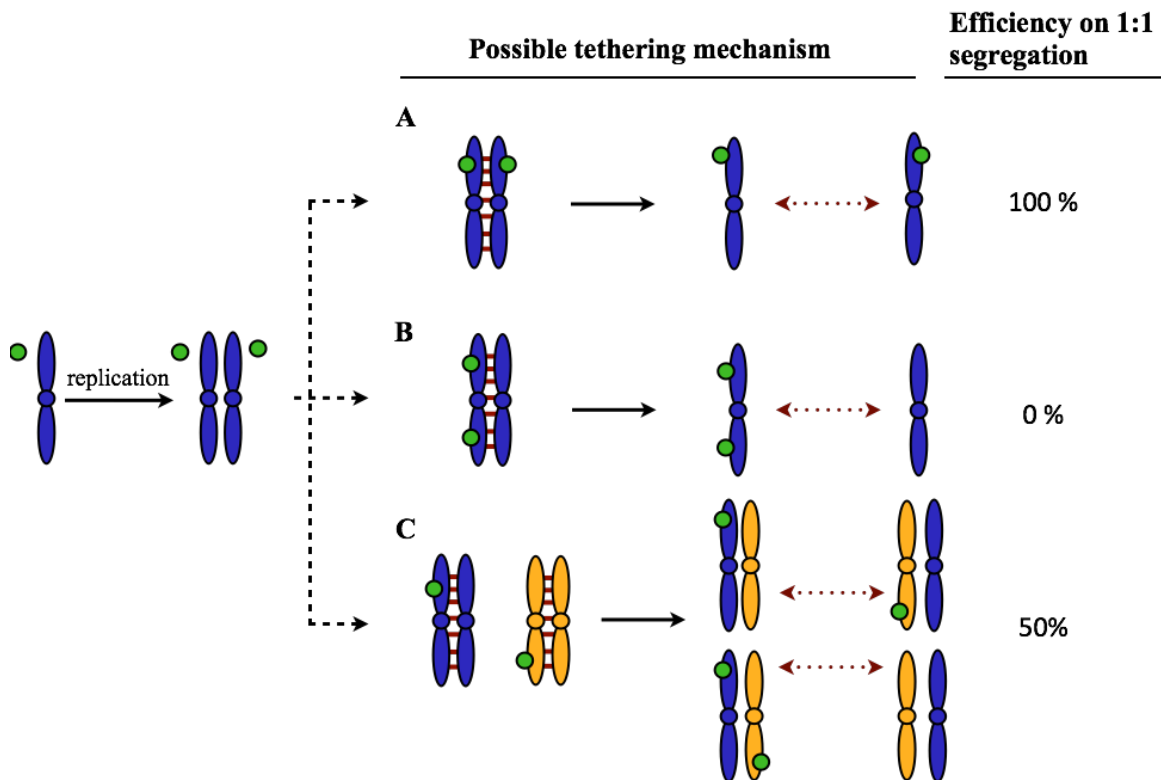 Possible tethering mechanism
Efficiency on 1:1
segregation
A
100 %
B
replication
0 %
C
50%